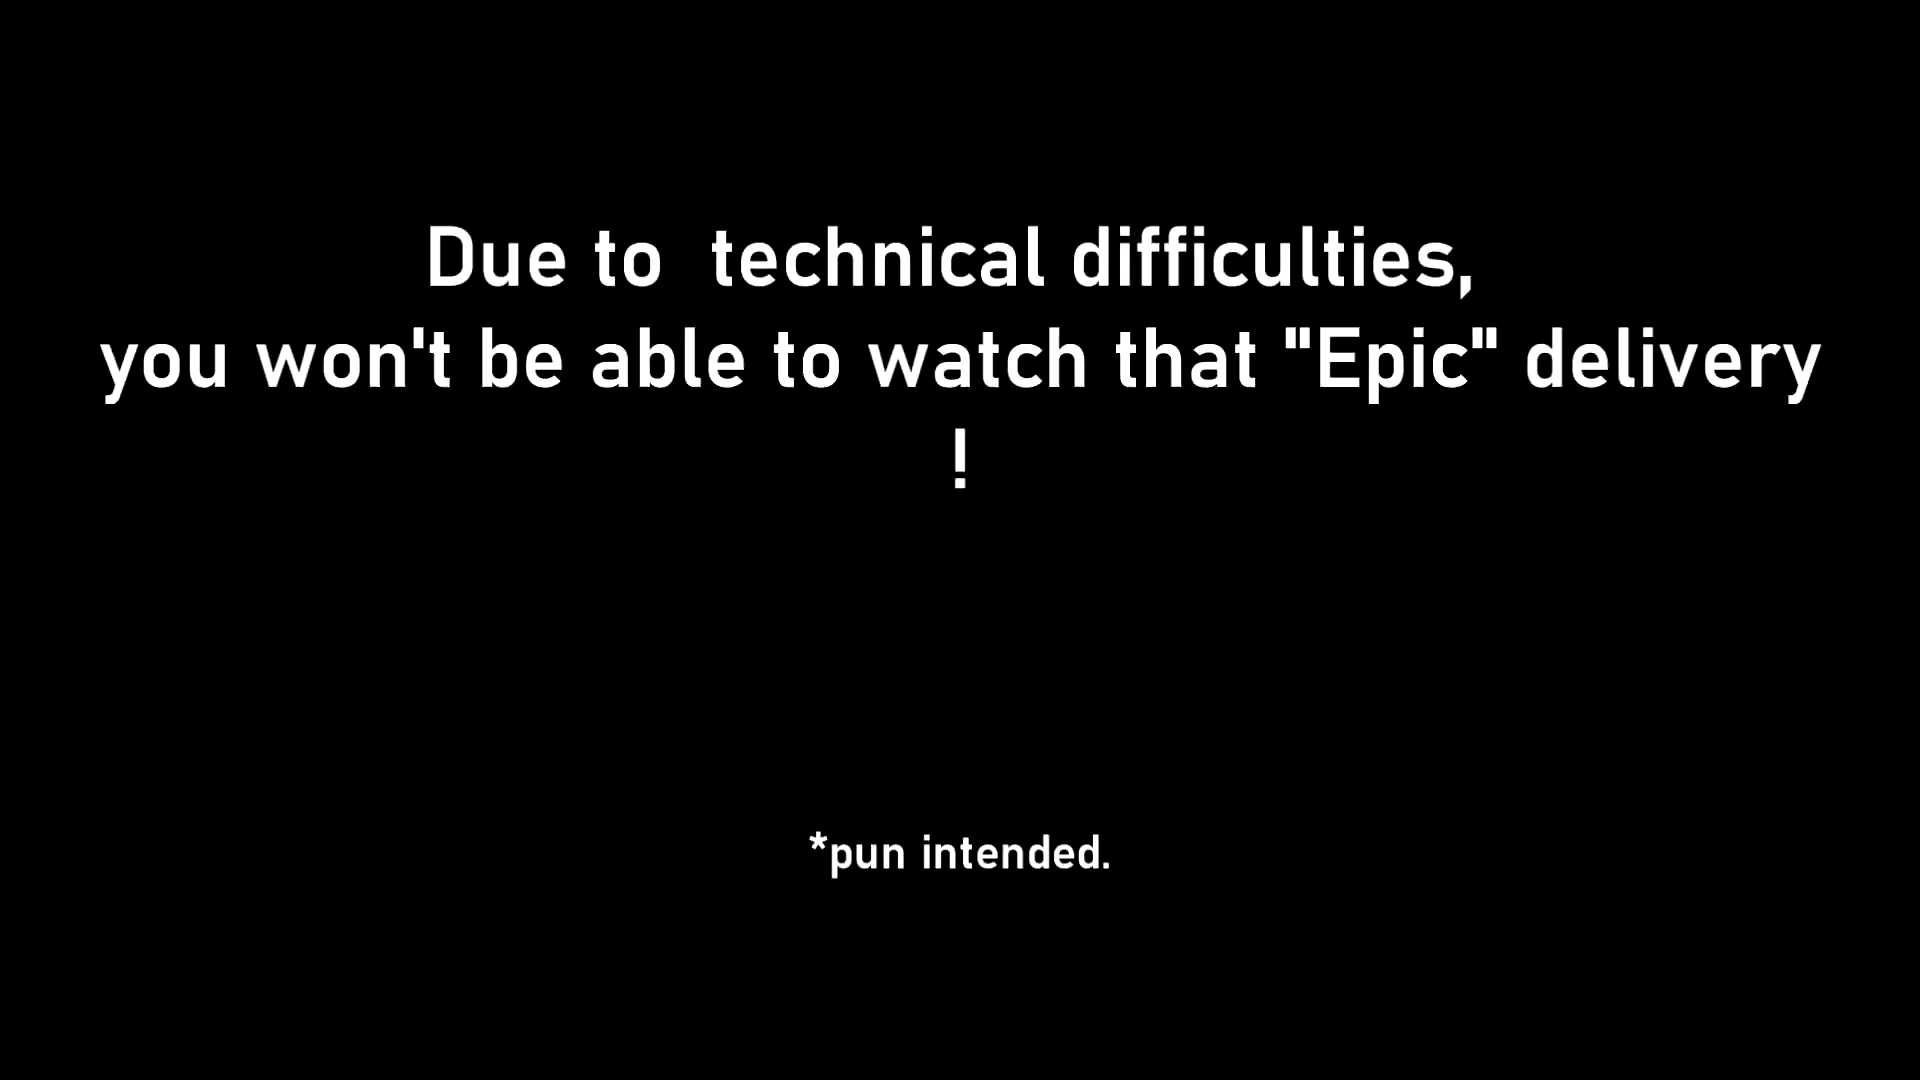 Due to  technical difficulties,
you won't be able to watch that "Epic" delivery
!
*pun intended.